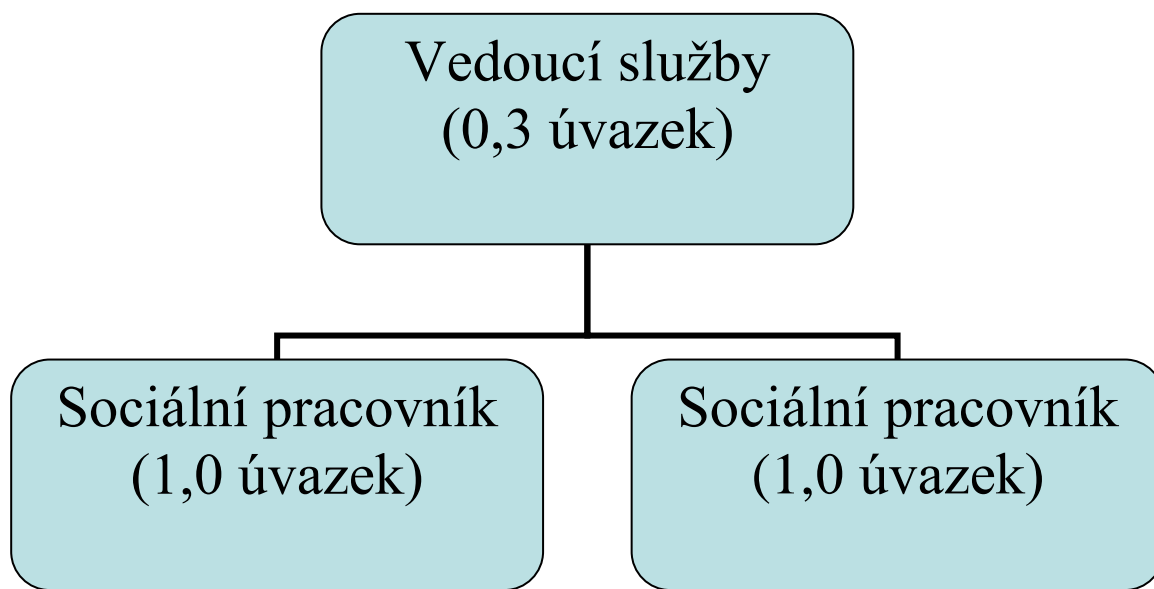 Vedoucí služby
(0,3 úvazek)
Sociální pracovník
(1,0 úvazek)
Sociální pracovník
(1,0 úvazek)